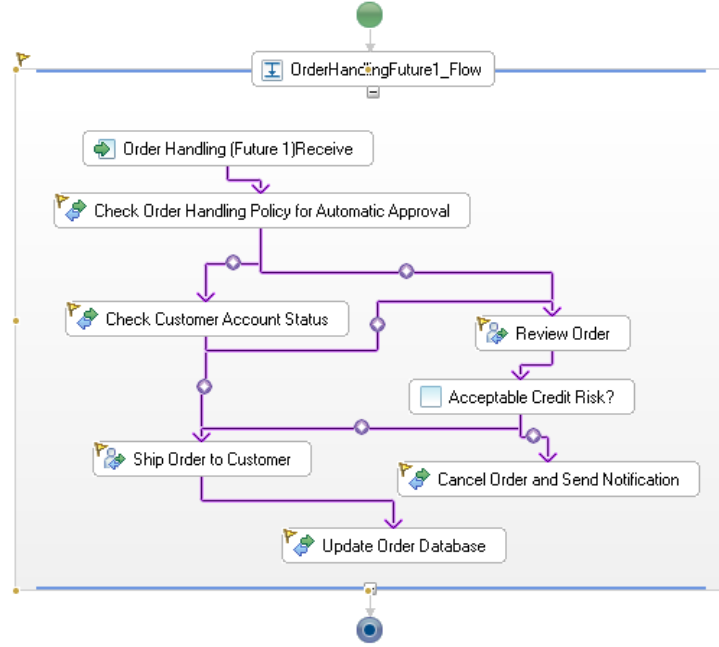 OrderHandlingFuture1_Flow
Order Handling (Future 1)Receive
Check Order Handling Policy for Automatic Approval
Check Customer Account Status
Review Order
Acceptable Credit Risk?
Ship Order to Customer
Cancel Order and Send Notification
Update Order Database